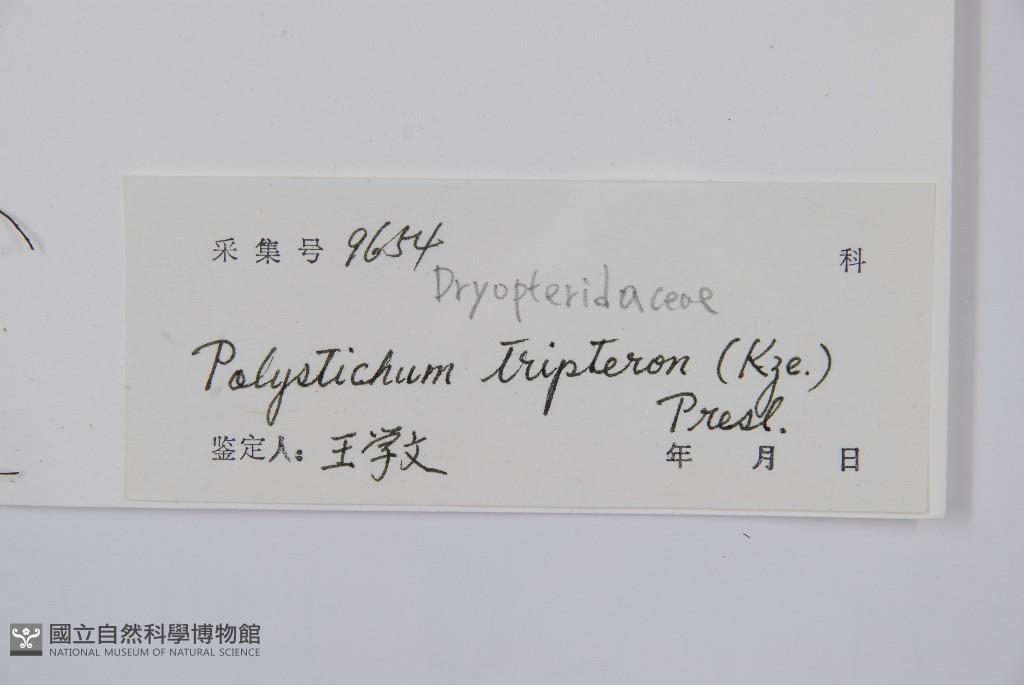 采集号 9654 科
Dryopteridaceae
Polystichum tripteron (Kze.)
Presl.
鉴定人: 王学文 年 月 日
國立自然科學博物館
NATIONAL MUSEUM OF NATURAL SCIENCE